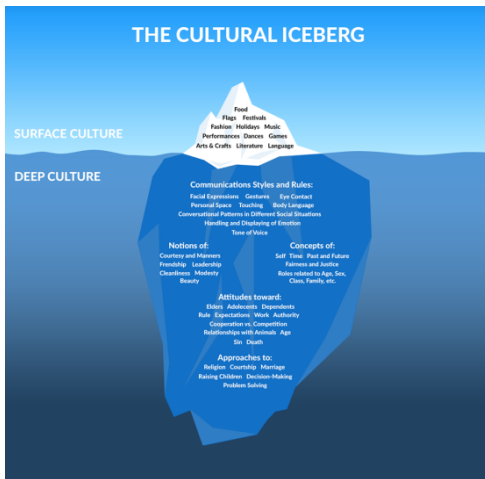 THE CULTURAL ICEBERG
Food
Flags Festivals
Fashion Holidays Music
Performances Dances Games
Arts & Crafts Literature Language
SURFACE CULTURE
DEEP CULTURE
Communications Styles and Rules:
Facial Expressions Gestures Eye Contact
Personal Space Touching Body Language
Conversational Patterns in Different Social Situations
Handling and Displaying of Emotion
Tone of Voice
Notions of:
Courtesy and Manners
Frendship Leadership
Cleanliness Modesty
Beauty
Concepts of:
Self Time Past and Future
Fairness and Justice
Roles related to Age, Sex,
Class, Family, etc.
Attitudes toward:
Elders Adolecents Dependents
Rule Expectations Work Authority
Cooperation vs. Competition
Relationships with Animals Age
Sin Death
Approaches to:
Religion Courtship Marriage
Raising Children Decision-Making
Problem Solving